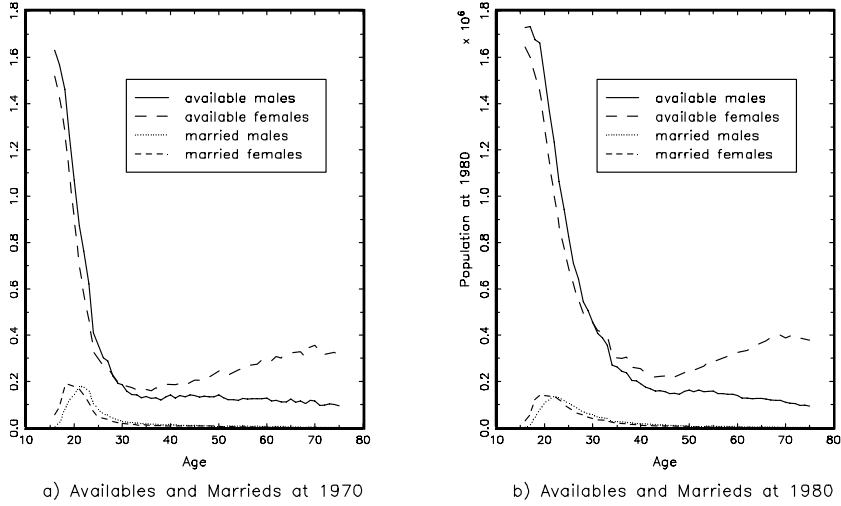 1.8
1.6
1.4
1.2
1.0
0.8
0.6
0.4
0.2
0.0
available males
available females
married males
married females
10 20 30 40 50 60 70 80
Age
a) Availables and Marrieds at 1970
x 10⁶
Population at 1980
1.8
1.6
1.4
1.2
1.0
0.8
0.6
0.4
0.2
0.0
available males
available females
married males
married females
10 20 30 40 50 60 70 80
Age
b) Availables and Marrieds at 1980